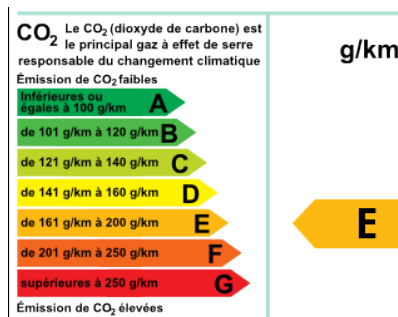 CO₂ Le CO₂ (dioxyde de carbone) est
le principal gaz à effet de serre
responsable du changement climatique
Émission de CO₂ faibles
Inférieures ou
égales à 100 g/km A
de 101 g/km à 120 g/km B
de 121 g/km à 140 g/km C
de 141 g/km à 160 g/km D
de 161 g/km à 200 g/km E
de 201 g/km à 250 g/km F
supérieures à 250 g/km G
Émission de CO₂ élevées
g/km
E